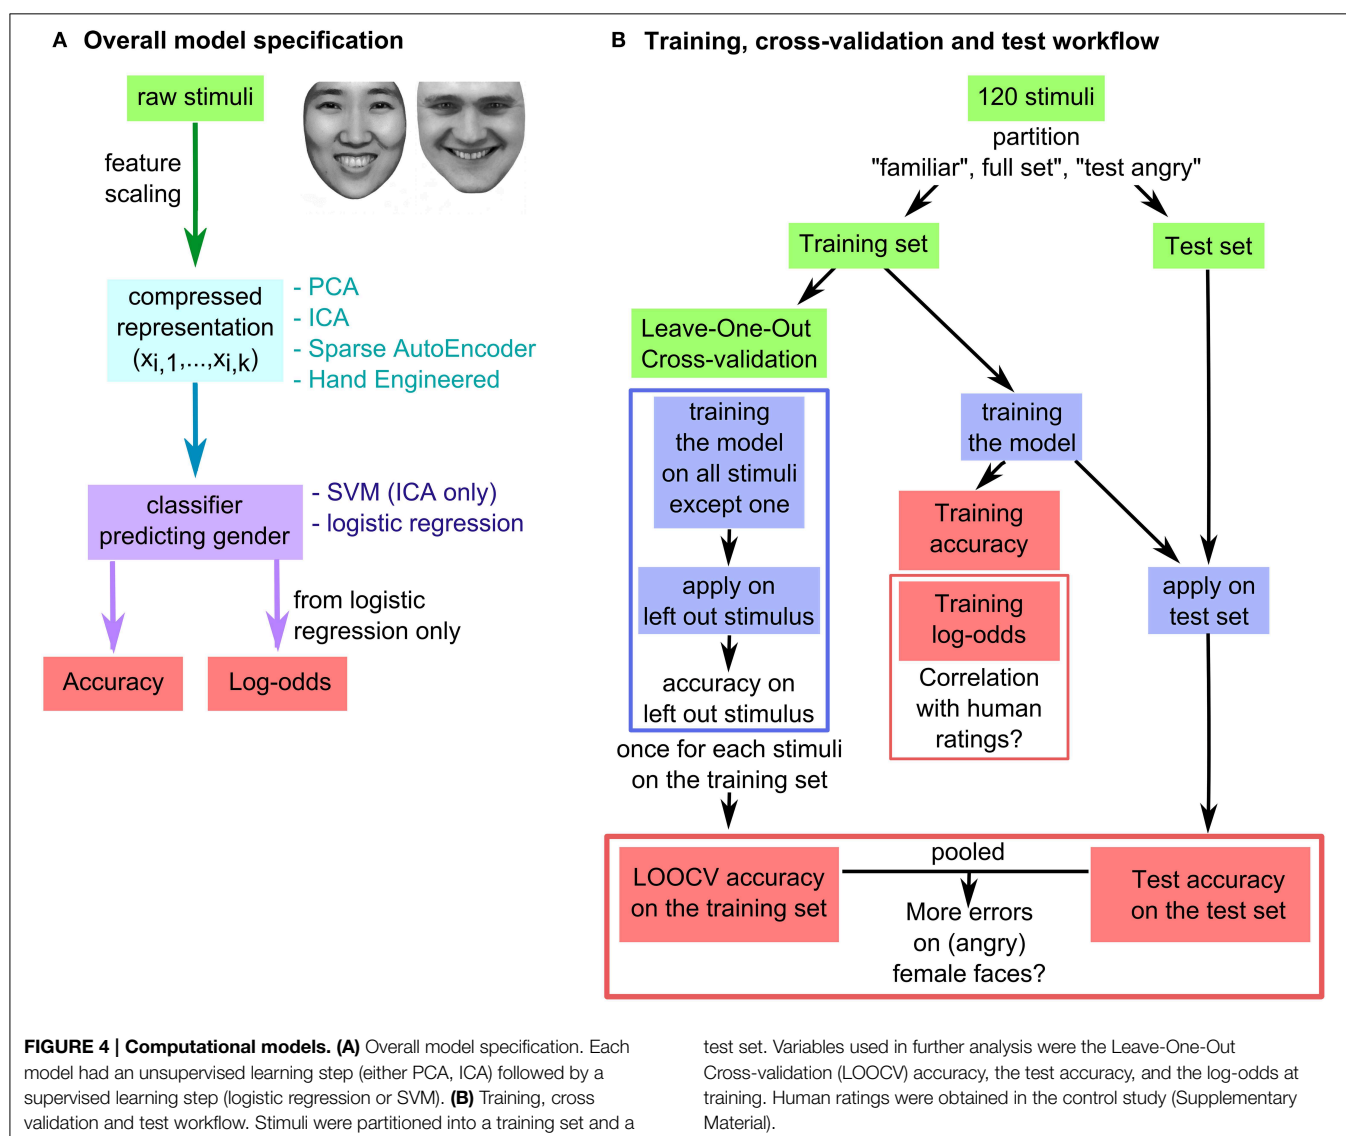 A Overall model specification
raw stimuli
feature
scaling
compressed
representation
(xi,1,...,xi,k)
- PCA
- ICA
- Sparse AutoEncoder
- Hand Engineered
classifier
predicting gender
- SVM (ICA only)
- logistic regression
from logistic
regression only
Accuracy
Log-odds
B Training, cross-validation and test workflow
120 stimuli
partition
"familiar", full set", "test angry"
Training set
Test set
Leave-One-Out
Cross-validation
training
the model
on all stimuli
except one
apply on
left out stimulus
accuracy on
left out stimulus
once for each stimuli
on the training set
training
the model
Training
accuracy
Training
log-odds
Correlation
with human
ratings?
apply on
test set
LOOCV accuracy
on the training set
pooled
More errors
on (angry)
female faces?
Test accuracy
on the test set
FIGURE 4 | Computational models. (A) Overall model specification. Each
model had an unsupervised learning step (either PCA, ICA) followed by a
supervised learning step (logistic regression or SVM). (B) Training, cross
validation and test workflow. Stimuli were partitioned into a training set and a
test set. Variables used in further analysis were the Leave-One-Out
Cross-validation (LOOCV) accuracy, the test accuracy, and the log-odds at
training. Human ratings were obtained in the control study (Supplementary
Material).